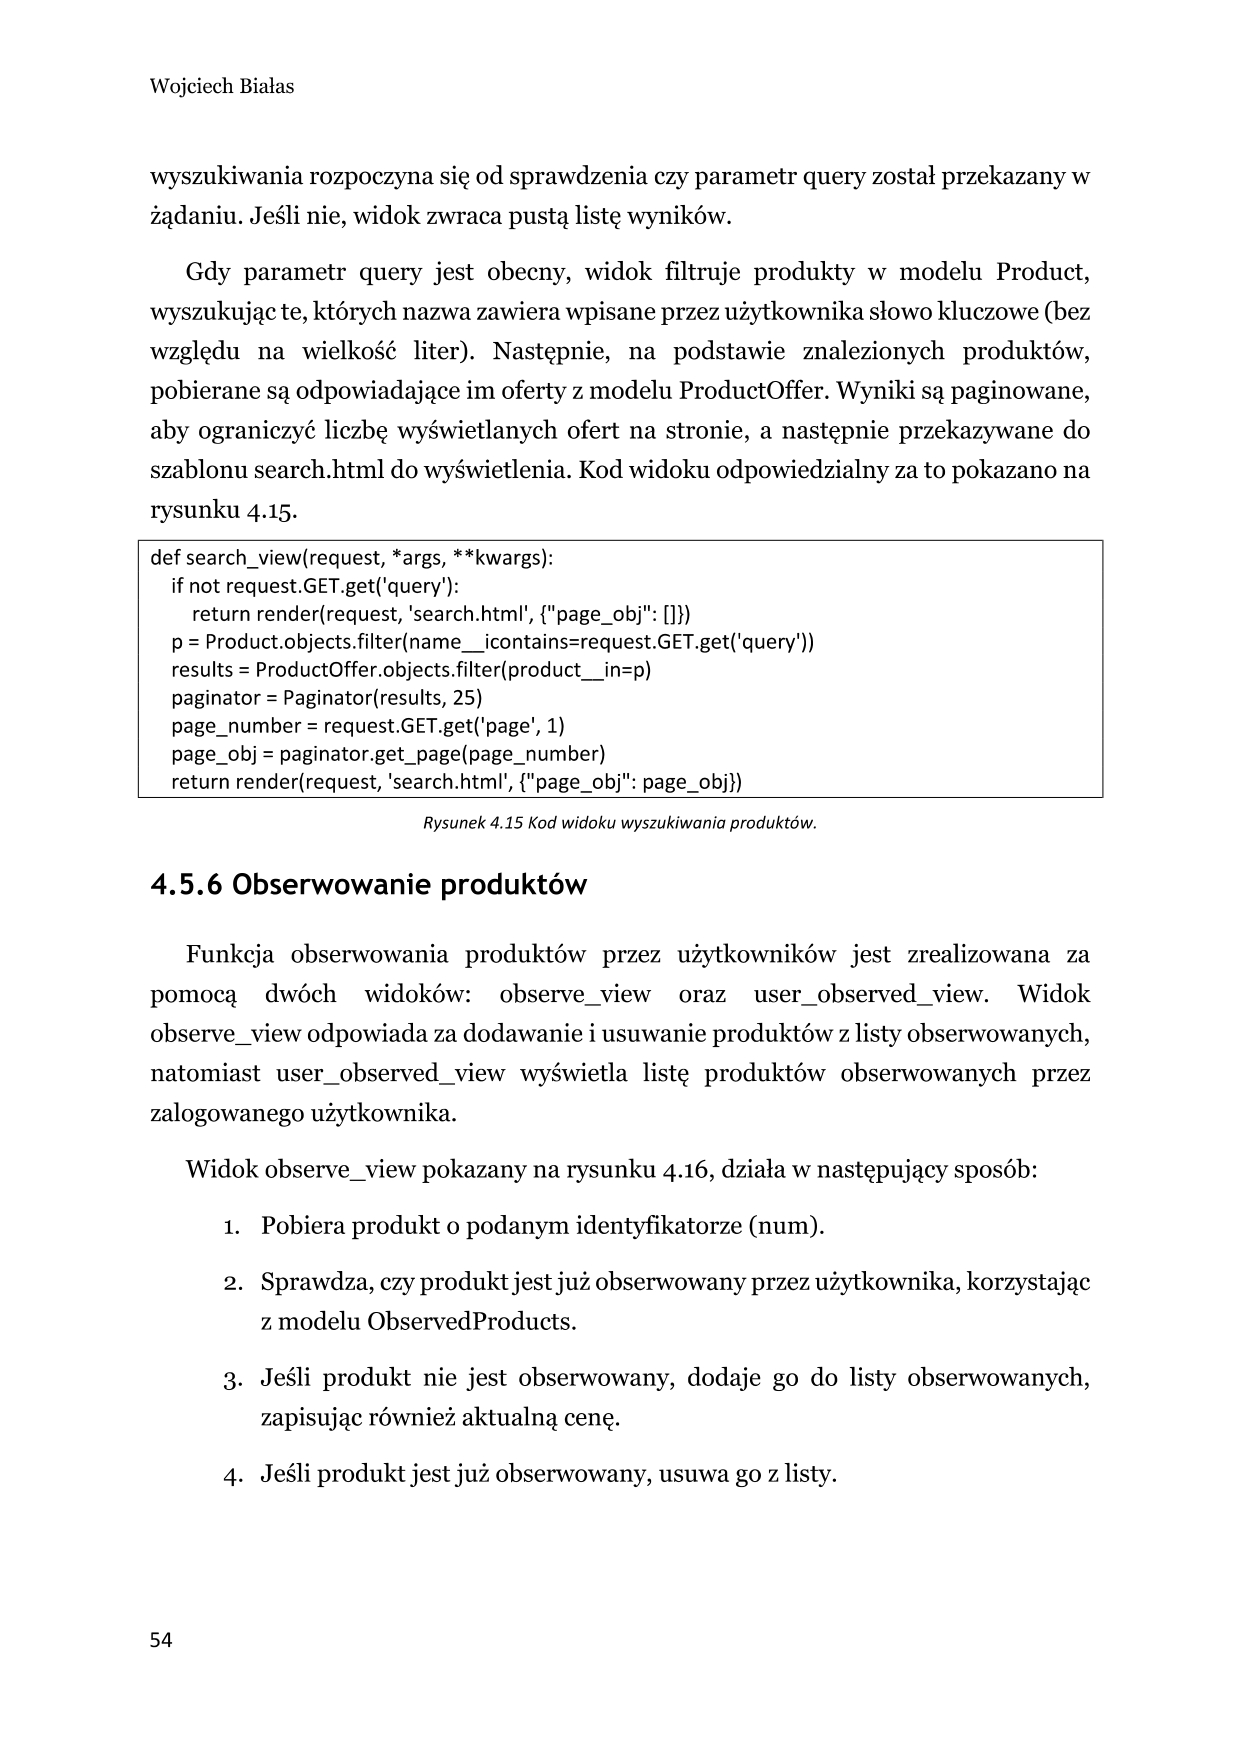 Wojciech Białas
wyszukiwania rozpoczyna się od sprawdzenia czy parametr query został przekazany w
żądaniu. Jeśli nie, widok zwraca pustą listę wyników.
Gdy parametr query jest obecny, widok filtruje produkty w modelu Product,
wyszukując te, których nazwa zawiera wpisane przez użytkownika słowo kluczowe (bez
względu na wielkość liter). Następnie, na podstawie znalezionych produktów,
pobierane są odpowiadające im oferty z modelu ProductOffer. Wyniki są paginowane,
aby ograniczyć liczbę wyświetlanych ofert na stronie, a następnie przekazywane do
szablonu search.html do wyświetlenia. Kod widoku odpowiedzialny za to pokazano na
rysunku 4.15.
def search_view(request, *args, **kwargs):
    if not request.GET.get('query'):
        return render(request, 'search.html', {"page_obj": []})
    p = Product.objects.filter(name__icontains=request.GET.get('query'))
    results = ProductOffer.objects.filter(product__in=p)
    paginator = Paginator(results, 25)
    page_number = request.GET.get('page', 1)
    page_obj = paginator.get_page(page_number)
    return render(request, 'search.html', {"page_obj": page_obj})
Rysunek 4.15 Kod widoku wyszukiwania produktów.
4.5.6 Obserwowanie produktów
Funkcja obserwowania produktów przez użytkowników jest zrealizowana za
pomocą dwóch widoków: observe_view oraz user_observed_view. Widok
observe_view odpowiada za dodawanie i usuwanie produktów z listy obserwowanych,
natomiast user_observed_view wyświetla listę produktów obserwowanych przez
zalogowanego użytkownika.
Widok observe_view pokazany na rysunku 4.16, działa w następujący sposób:
1. Pobiera produkt o podanym identyfikatorze (num).
2. Sprawdza, czy produkt jest już obserwowany przez użytkownika, korzystając
z modelu ObservedProducts.
3. Jeśli produkt nie jest obserwowany, dodaje go do listy obserwowanych,
zapisując również aktualną cenę.
4. Jeśli produkt jest już obserwowany, usuwa go z listy.
54